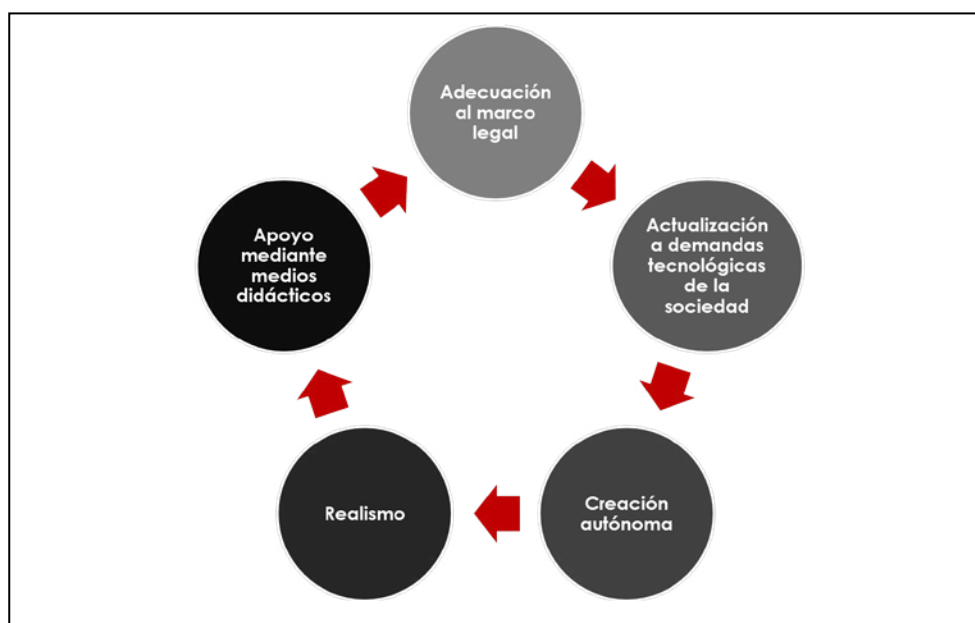 Adecuación
al marco
legal
Actualización
a demandas
tecnológicas
de la
sociedad
Creación
autónoma
Realismo
Apoyo
mediante
medios
didácticos